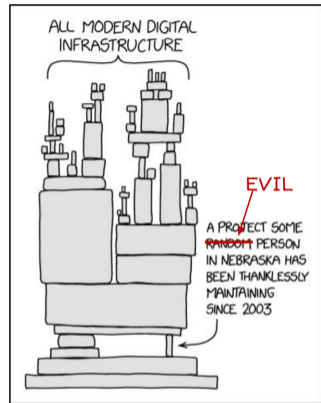 ALL MODERN DIGITAL
INFRASTRUCTURE
EVIL
A PROJECT SOME
RANDOM PERSON
IN NEBRASKA HAS
BEEN THANKLESSLY
MAINTAINING
SINCE 2003